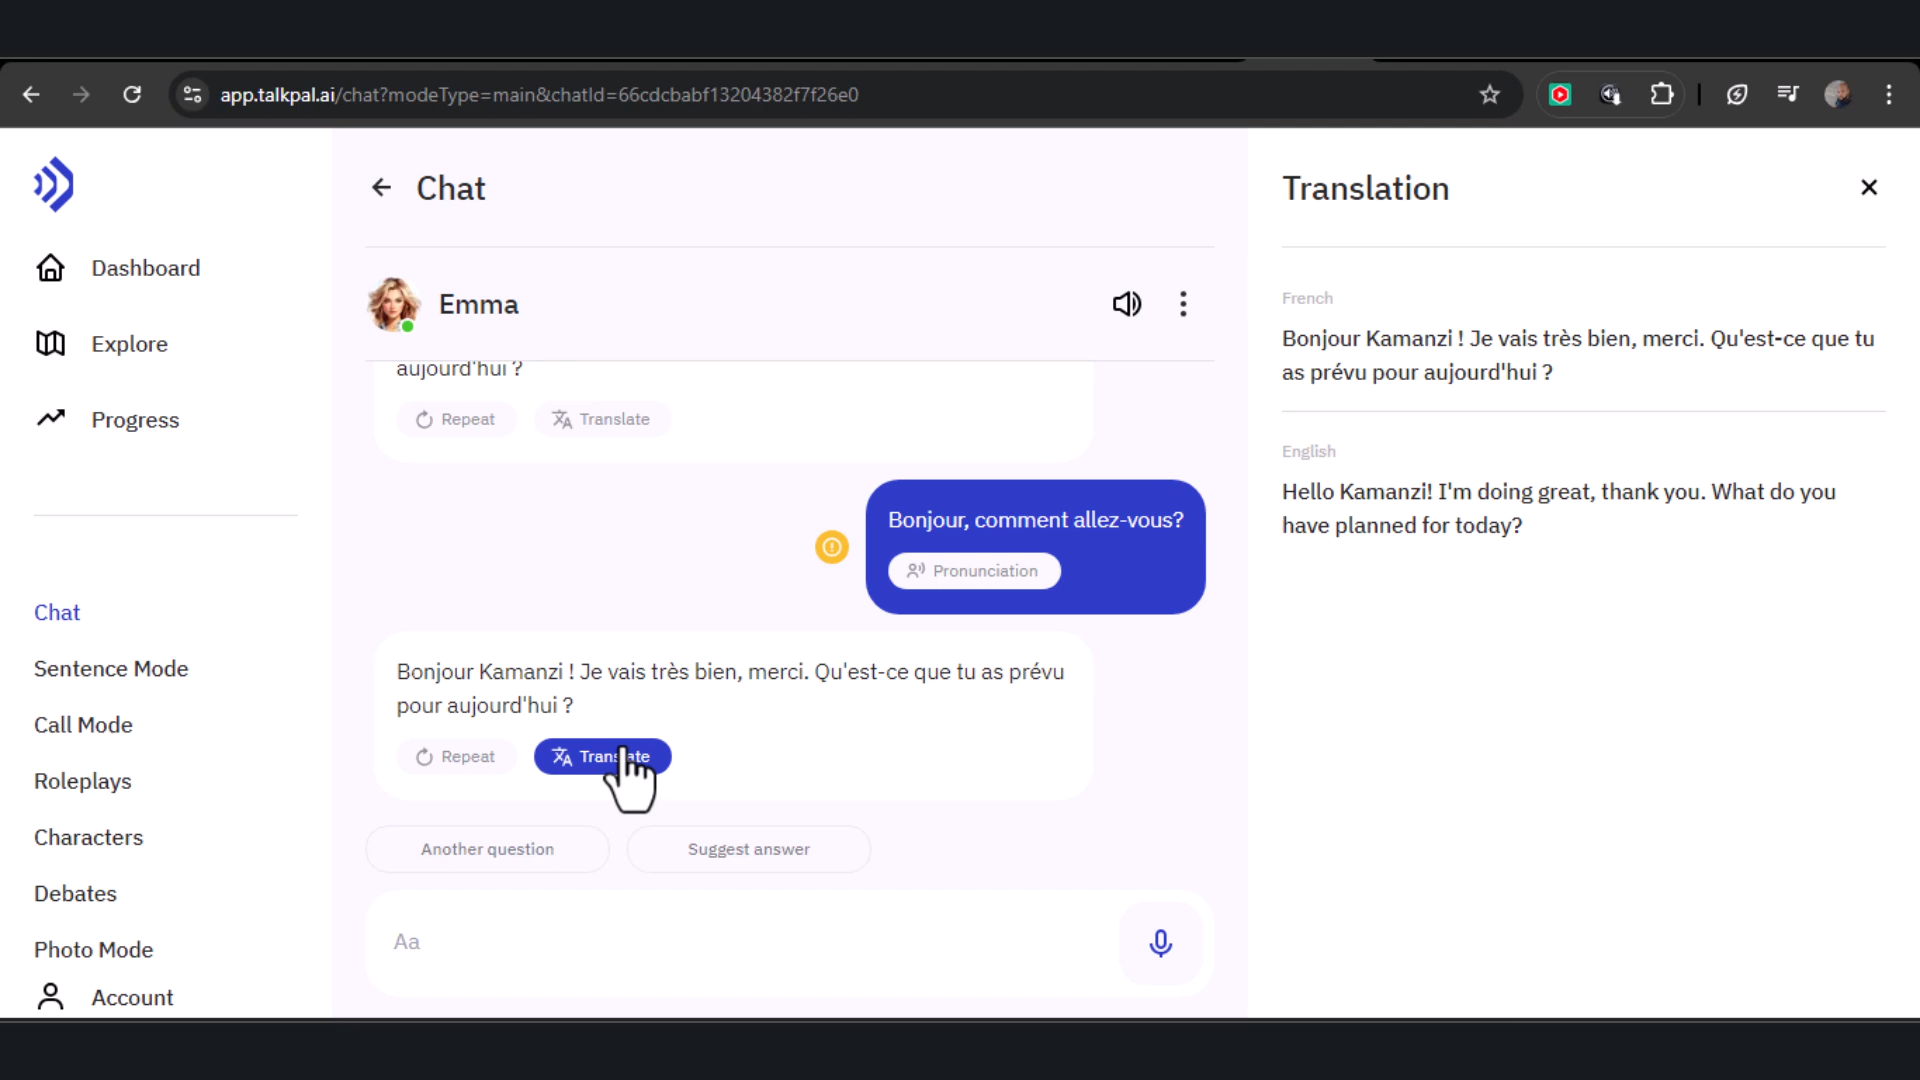 app.talkpal.ai/chat?modeType=main&chatId=66cdcbabf13204382f7f26e0
Dashboard
Explore
Progress
Chat
Sentence Mode
Call Mode
Roleplays
Characters
Debates
Photo Mode
Account
Chat
Emma
aujourd'hui ?
Repeat
Translate
Bonjour, comment allez-vous?
Pronunciation
Bonjour Kamanzi ! Je vais très bien, merci. Qu'est-ce que tu as prévu
pour aujourd'hui ?
Repeat
Translate
Another question
Suggest answer
Aa
Translation
French
Bonjour Kamanzi ! Je vais très bien, merci. Qu'est-ce que tu
as prévu pour aujourd'hui ?
English
Hello Kamanzi! I'm doing great, thank you. What do you
have planned for today?